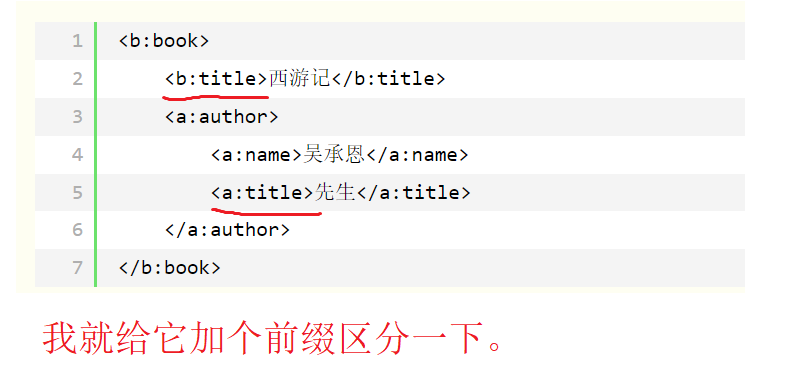 1 <b:book>
2 <b:title>西游记</b:title>
3 <a:author>
4 <a:name>吴承恩</a:name>
5 <a:title>先生</a:title>
6 </a:author>
7 </b:book>
我就给它加个前缀区分一下。